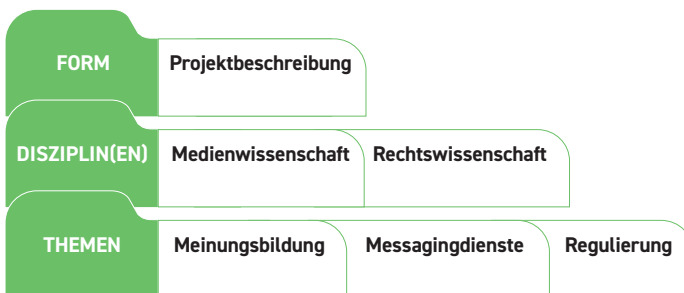 FORM Projektbeschreibung
DISZIPLIN(EN) Medienwissenschaft Rechtswissenschaft
THEMEN Meinungsbildung Messagingdienste Regulierung